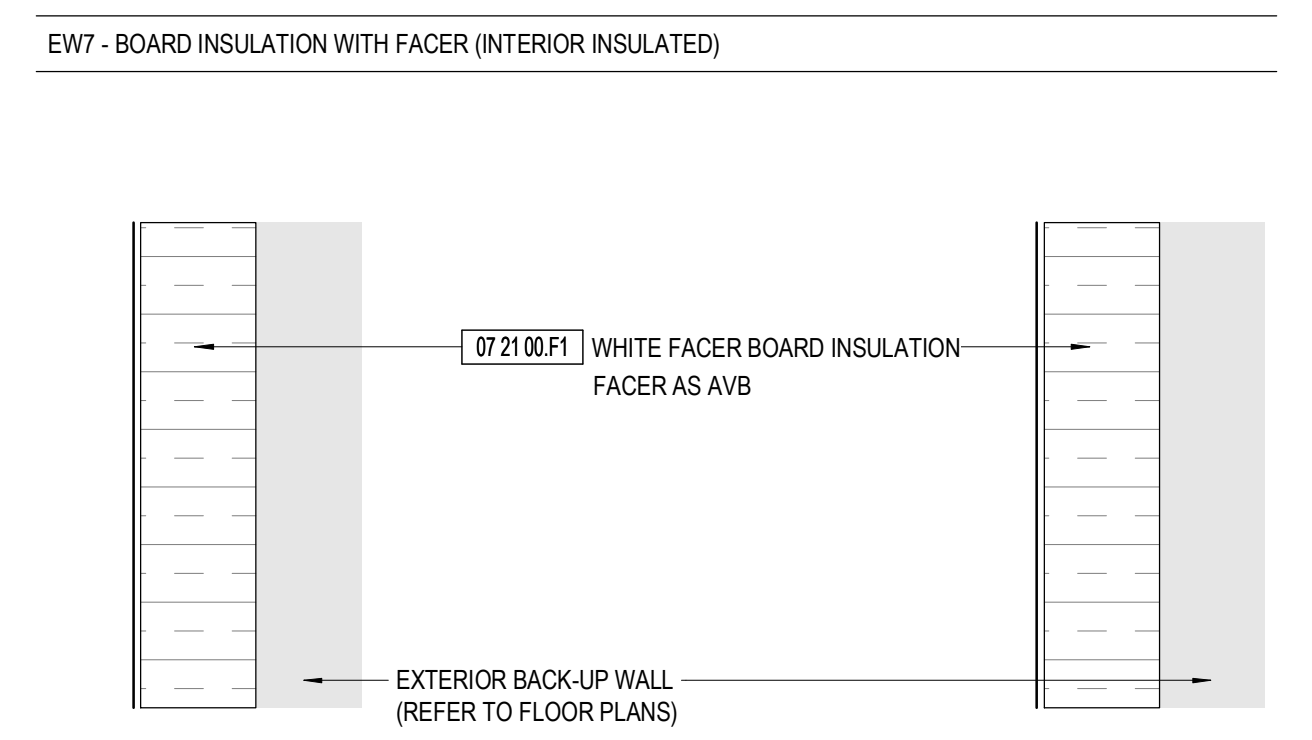 EW7 - BOARD INSULATION WITH FACER (INTERIOR INSULATED)
07 21 00.F1 WHITE FACER BOARD INSULATION
FACER AS AVB
EXTERIOR BACK-UP WALL
(REFER TO FLOOR PLANS)